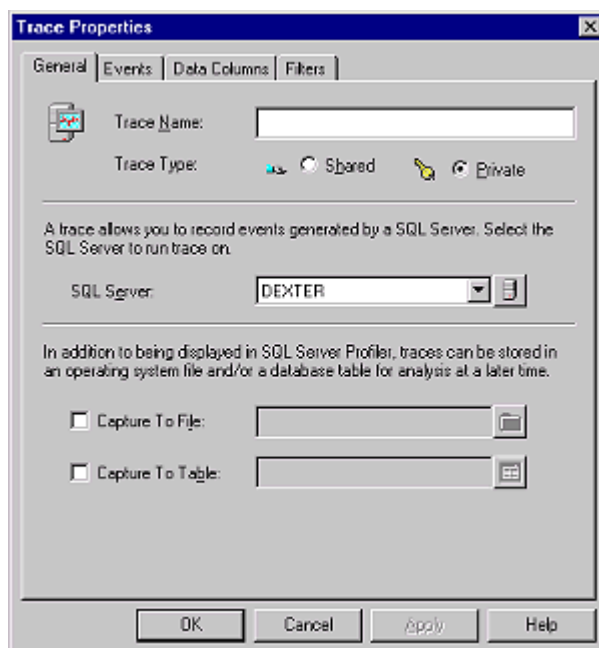 Trace Properties
General Events Data Columns Filters
Trace Name:
Trace Type: Shared Private
A trace allows you to record events generated by a SQL Server. Select the
SQL Server to run trace on.
SQL Server: DEXTER
In addition to being displayed in SQL Server Profiler, traces can be stored in
an operating system file and/or a database table for analysis at a later time.
Capture To File:
Capture To Table:
OK Cancel Apply Help